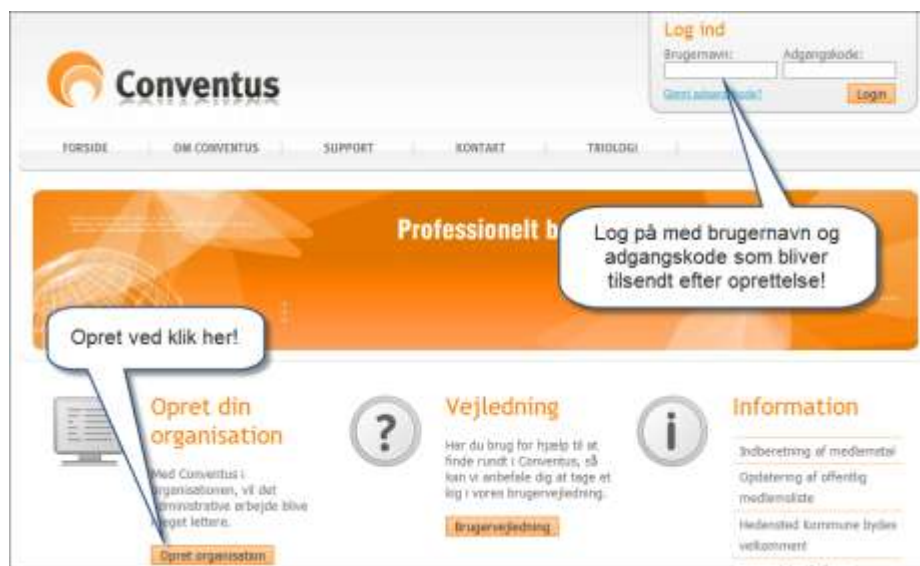 Log ind
Brugernavn: Adgangskode:
Login
Conventus
FORSIDE OM CONVENTUS SUPPORT KONTAKT TRIOLOGI
Professionelt b
Log på med brugernavn og
adgangskode som bliver
tilsendt efter oprettelse!
Opret ved klik her!
Opret din
organisation
Med Conventus i
organisationen, vil det
administrative arbejde blive
meget lettere.
Opret organisation
Vejledning
Har du brug for hjælp til at
finde rundt i Conventus, så
kan vi anbefale dig at tage et
kig i vores brugervejledning.
Brugervejledning
Information
Indberetning af medlemstal
Opdatering af offentlig
medlemsliste
Hedensted Kommune bydes
velkommen!